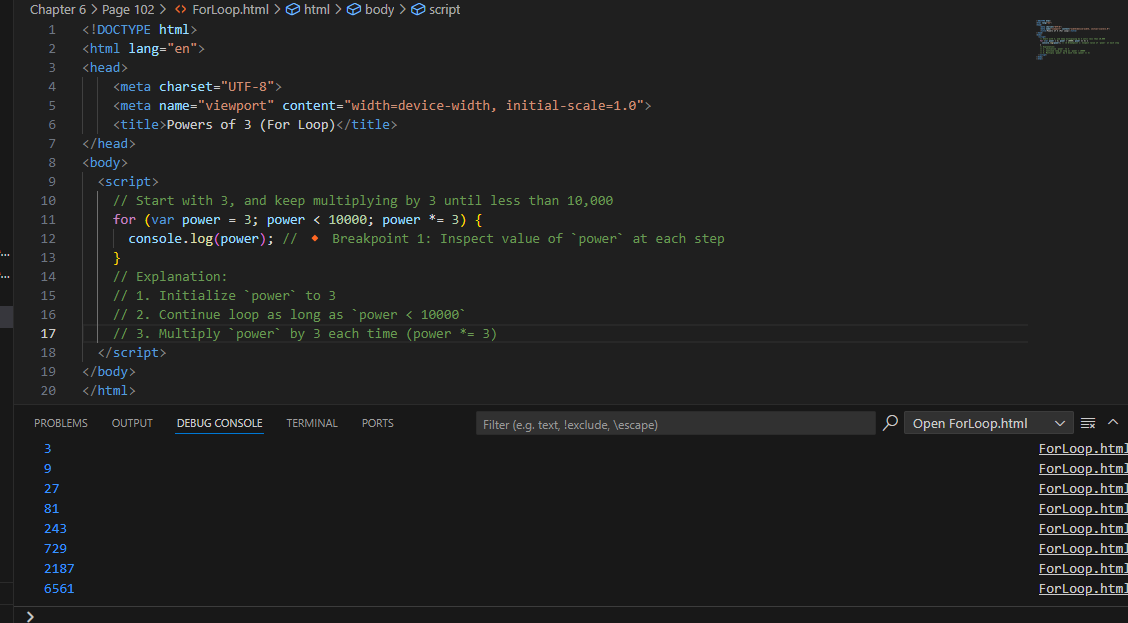 Chapter 6 > Page 102 > <> ForLoop.html > html > body > script
1 <!DOCTYPE html>
2 <html lang="en">
3 <head>
4     <meta charset="UTF-8">
5     <meta name="viewport" content="width=device-width, initial-scale=1.0">
6     <title>Powers of 3 (For Loop)</title>
7 </head>
8 <body>
9   <script>
10     // Start with 3, and keep multiplying by 3 until less than 10,000
11     for (var power = 3; power < 10000; power *= 3) {
12       console.log(power); // 🔸 Breakpoint 1: Inspect value of `power` at each step
13     }
14     // Explanation:
15     // 1. Initialize `power` to 3
16     // 2. Continue loop as long as `power < 10000`
17     // 3. Multiply `power` by 3 each time (power *= 3)
18   </script>
19 </body>
20 </html>
PROBLEMS OUTPUT DEBUG CONSOLE TERMINAL PORTS Filter (e.g. text, !exclude, \escape) Open ForLoop.html
3 ForLoop.html
9 ForLoop.html
27 ForLoop.html
81 ForLoop.html
243 ForLoop.html
729 ForLoop.html
2187 ForLoop.html
6561 ForLoop.html
>